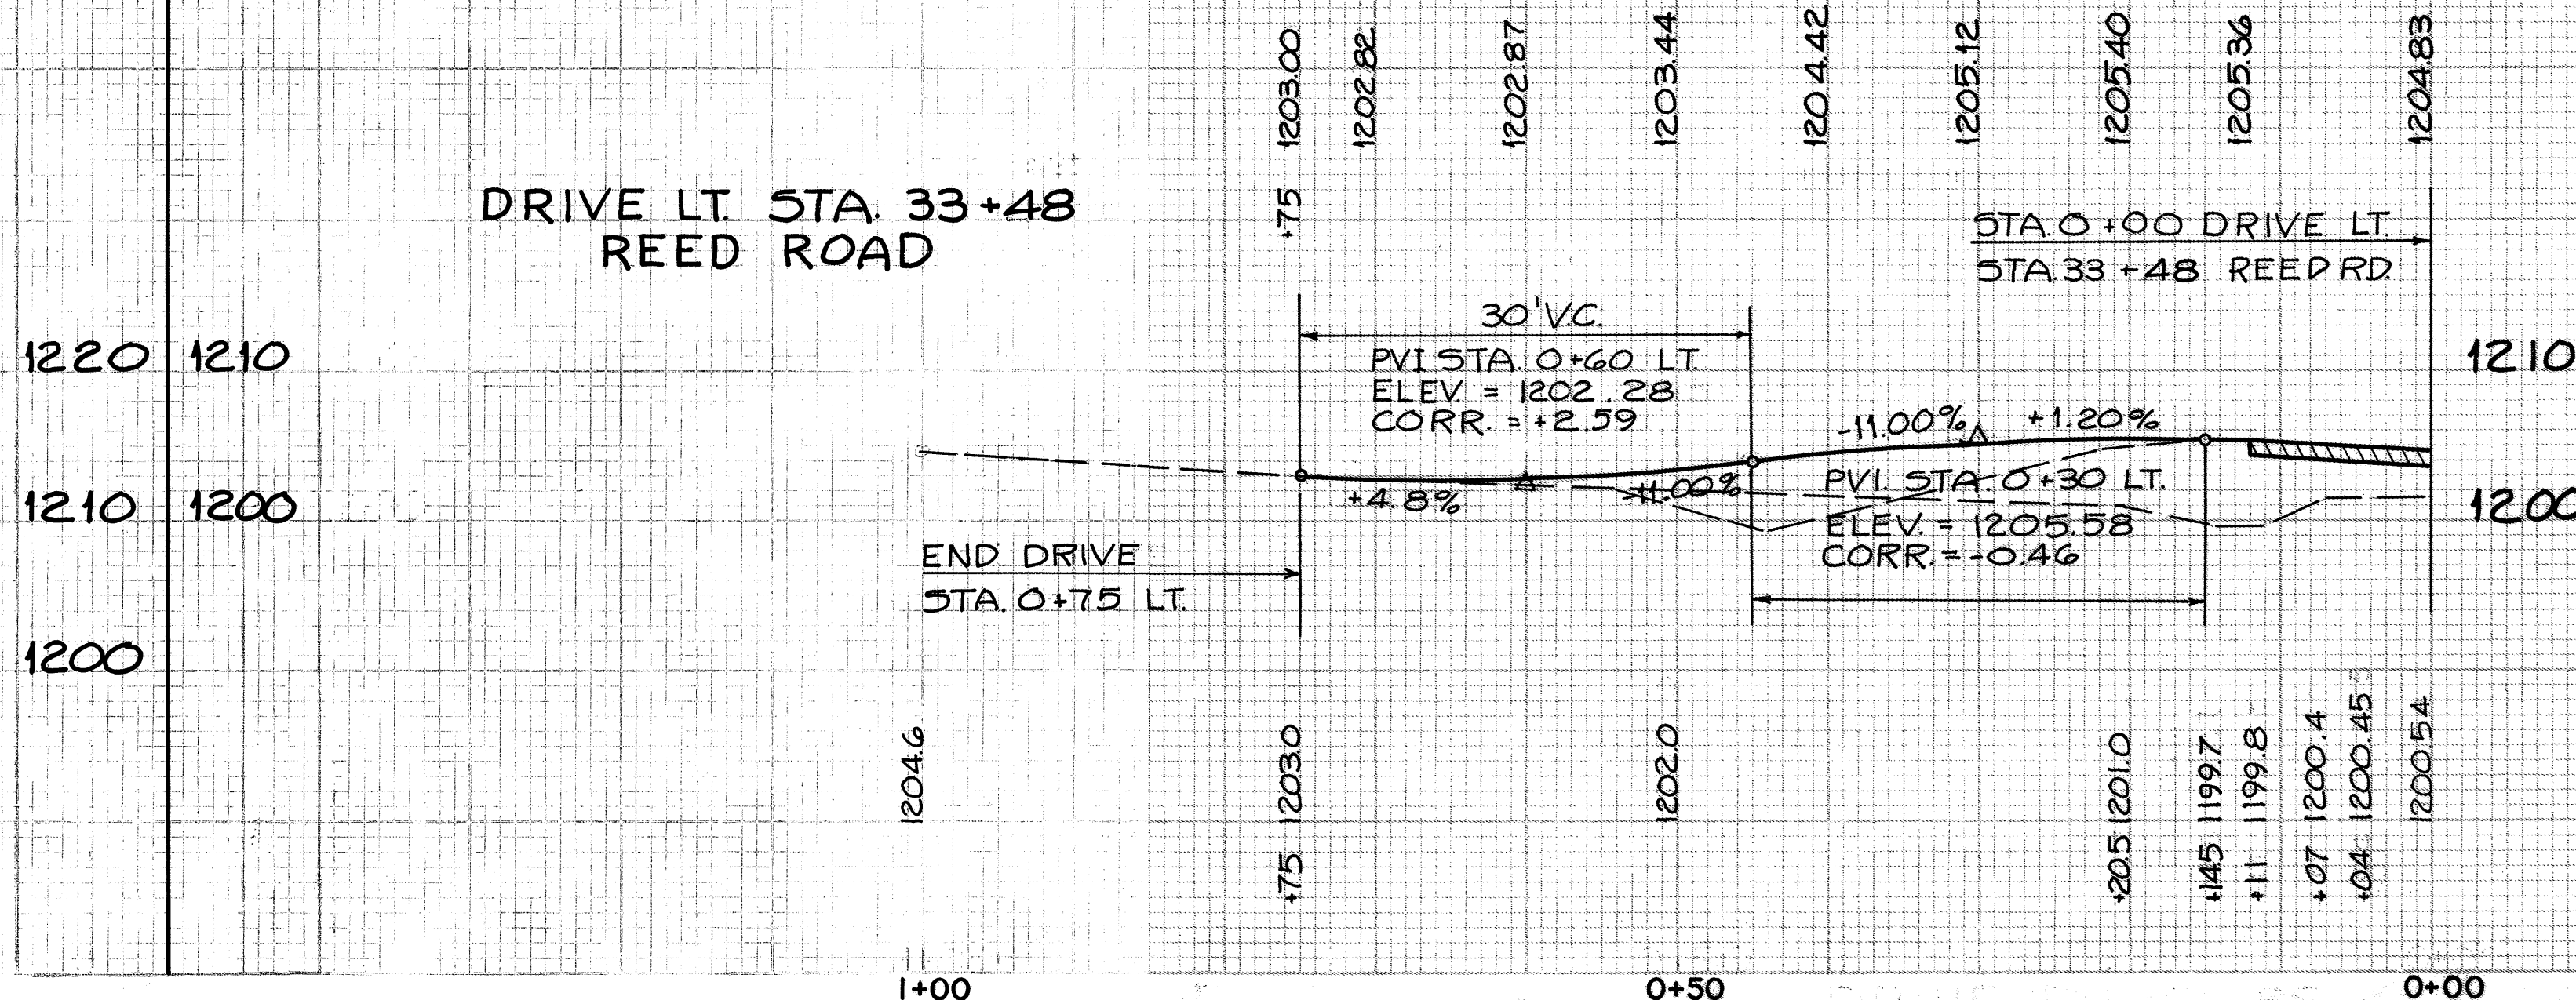 1203.00
1202.82
1202.87
1203.44
1204.42
1205.12
1205.40
1205.36
1204.83
+75
DRIVE LT. STA. 33+48
REED ROAD
STA. 0+00 DRIVE LT.
STA. 33+48 REED RD.
30' V.C.
PVI STA. 0+60 LT.
ELEV. = 1202.28
CORR. = +2.59
1220 1210
1210
-11.00% +1.20%
+4.8%
PVI. STA. 0+30 LT.
ELEV. = 1205.58
CORR. = -0.46
1210 1200
1200
END DRIVE
STA. 0+75 LT.
1200
1204.6
+75 1203.0
1202.0
+20.5 1201.0
+14.5 1199.7
+11 1199.8
+07 1200.4
+04 1200.45
1200.54
1+00
0+50
0+00